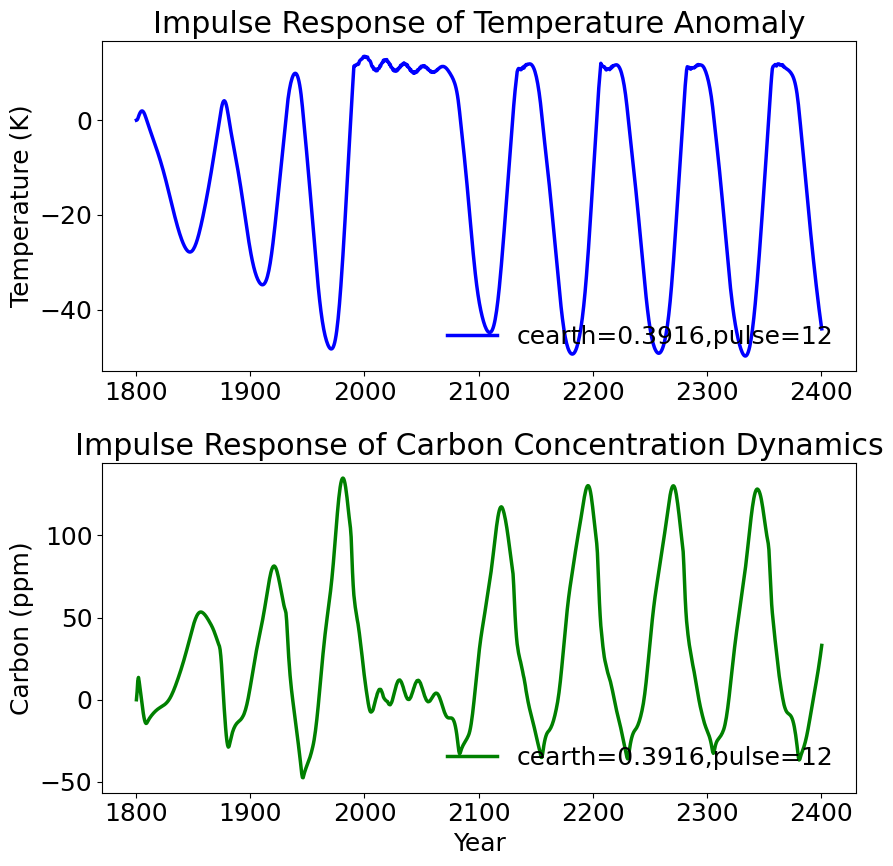 Impulse Response of Temperature Anomaly
Temperature (K)
0
−20
−40
cearth=0.3916,pulse=12
1800 1900 2000 2100 2200 2300 2400
Impulse Response of Carbon Concentration Dynamics
Carbon (ppm)
100
50
0
−50
cearth=0.3916,pulse=12
1800 1900 2000 2100 2200 2300 2400
Year